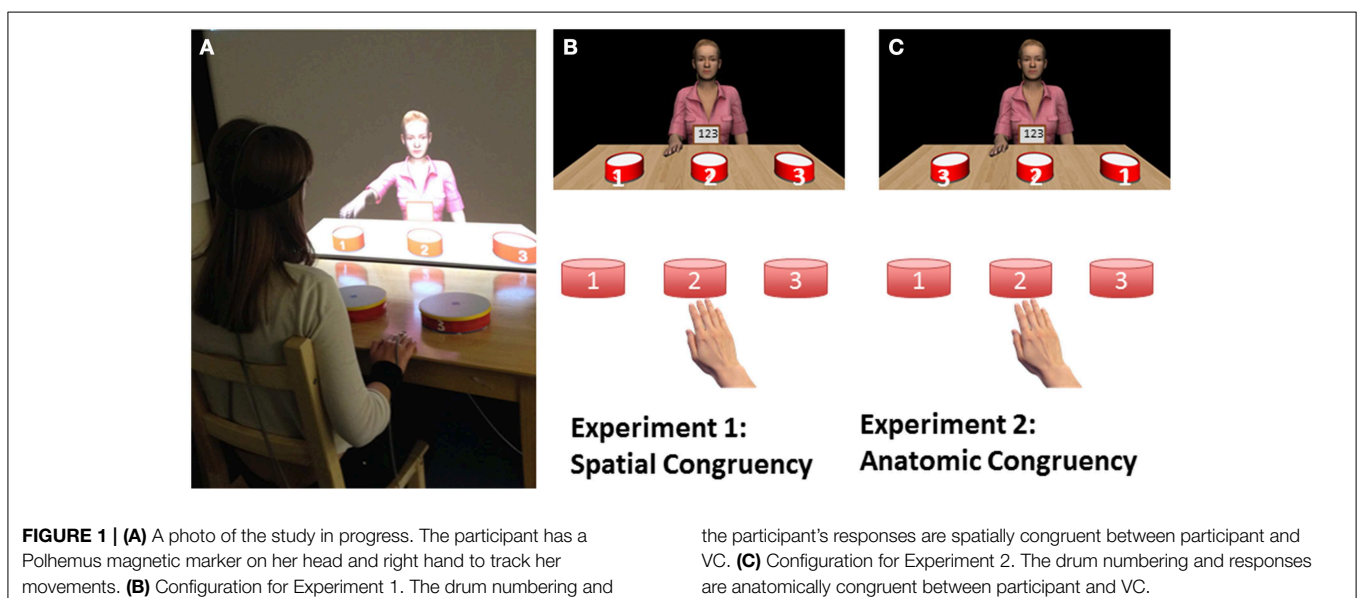 A
1
2
3
3
B
123
1
2
3
C
123
3
2
1
1
2
3
1
2
3
Experiment 1:
Spatial Congruency
Experiment 2:
Anatomic Congruency
FIGURE 1 | (A) A photo of the study in progress. The participant has a
Polhemus magnetic marker on her head and right hand to track her
movements. (B) Configuration for Experiment 1. The drum numbering and
the participant's responses are spatially congruent between participant and
VC. (C) Configuration for Experiment 2. The drum numbering and responses
are anatomically congruent between participant and VC.